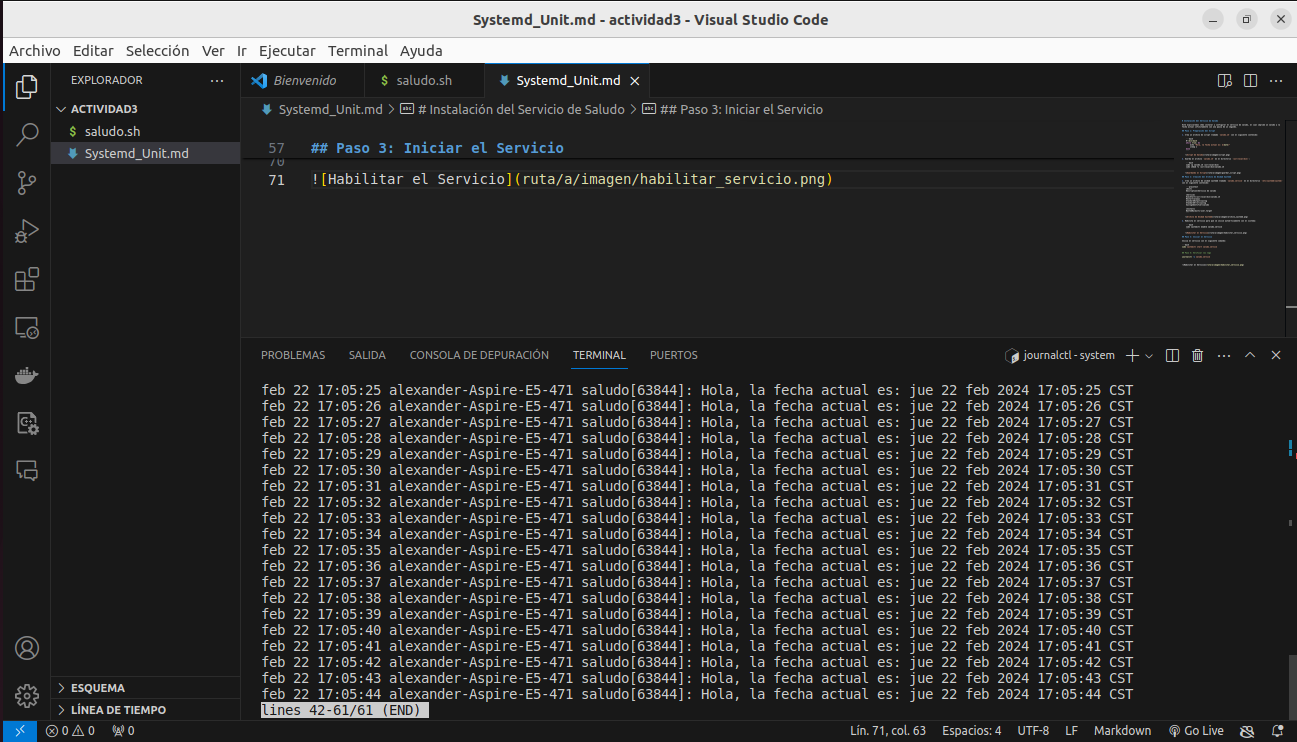 Systemd_Unit.md - actividad3 - Visual Studio Code
Archivo Editar Selección Ver Ir Ejecutar Terminal Ayuda
EXPLORADOR
ACTIVIDAD3
$ saludo.sh
Systemd_Unit.md
ESQUEMA
LÍNEA DE TIEMPO
Bienvenido $ saludo.sh Systemd_Unit.md
Systemd_Unit.md > # Instalación del Servicio de Saludo > ## Paso 3: Iniciar el Servicio
57 ## Paso 3: Iniciar el Servicio
70
71 ![Habilitar el Servicio](ruta/a/imagen/habilitar_servicio.png)
PROBLEMAS SALIDA CONSOLA DE DEPURACIÓN TERMINAL PUERTOS
journalctl - system
feb 22 17:05:25 alexander-Aspire-E5-471 saludo[63844]: Hola, la fecha actual es: jue 22 feb 2024 17:05:25 CST
feb 22 17:05:26 alexander-Aspire-E5-471 saludo[63844]: Hola, la fecha actual es: jue 22 feb 2024 17:05:26 CST
feb 22 17:05:27 alexander-Aspire-E5-471 saludo[63844]: Hola, la fecha actual es: jue 22 feb 2024 17:05:27 CST
feb 22 17:05:28 alexander-Aspire-E5-471 saludo[63844]: Hola, la fecha actual es: jue 22 feb 2024 17:05:28 CST
feb 22 17:05:29 alexander-Aspire-E5-471 saludo[63844]: Hola, la fecha actual es: jue 22 feb 2024 17:05:29 CST
feb 22 17:05:30 alexander-Aspire-E5-471 saludo[63844]: Hola, la fecha actual es: jue 22 feb 2024 17:05:30 CST
feb 22 17:05:31 alexander-Aspire-E5-471 saludo[63844]: Hola, la fecha actual es: jue 22 feb 2024 17:05:31 CST
feb 22 17:05:32 alexander-Aspire-E5-471 saludo[63844]: Hola, la fecha actual es: jue 22 feb 2024 17:05:32 CST
feb 22 17:05:33 alexander-Aspire-E5-471 saludo[63844]: Hola, la fecha actual es: jue 22 feb 2024 17:05:33 CST
feb 22 17:05:34 alexander-Aspire-E5-471 saludo[63844]: Hola, la fecha actual es: jue 22 feb 2024 17:05:34 CST
feb 22 17:05:35 alexander-Aspire-E5-471 saludo[63844]: Hola, la fecha actual es: jue 22 feb 2024 17:05:35 CST
feb 22 17:05:36 alexander-Aspire-E5-471 saludo[63844]: Hola, la fecha actual es: jue 22 feb 2024 17:05:36 CST
feb 22 17:05:37 alexander-Aspire-E5-471 saludo[63844]: Hola, la fecha actual es: jue 22 feb 2024 17:05:37 CST
feb 22 17:05:38 alexander-Aspire-E5-471 saludo[63844]: Hola, la fecha actual es: jue 22 feb 2024 17:05:38 CST
feb 22 17:05:39 alexander-Aspire-E5-471 saludo[63844]: Hola, la fecha actual es: jue 22 feb 2024 17:05:39 CST
feb 22 17:05:40 alexander-Aspire-E5-471 saludo[63844]: Hola, la fecha actual es: jue 22 feb 2024 17:05:40 CST
feb 22 17:05:41 alexander-Aspire-E5-471 saludo[63844]: Hola, la fecha actual es: jue 22 feb 2024 17:05:41 CST
feb 22 17:05:42 alexander-Aspire-E5-471 saludo[63844]: Hola, la fecha actual es: jue 22 feb 2024 17:05:42 CST
feb 22 17:05:43 alexander-Aspire-E5-471 saludo[63844]: Hola, la fecha actual es: jue 22 feb 2024 17:05:43 CST
feb 22 17:05:44 alexander-Aspire-E5-471 saludo[63844]: Hola, la fecha actual es: jue 22 feb 2024 17:05:44 CST
lines 42-61/61 (END)
0 0 0 Lín. 71, col. 63 Espacios: 4 UTF-8 LF Markdown Go Live